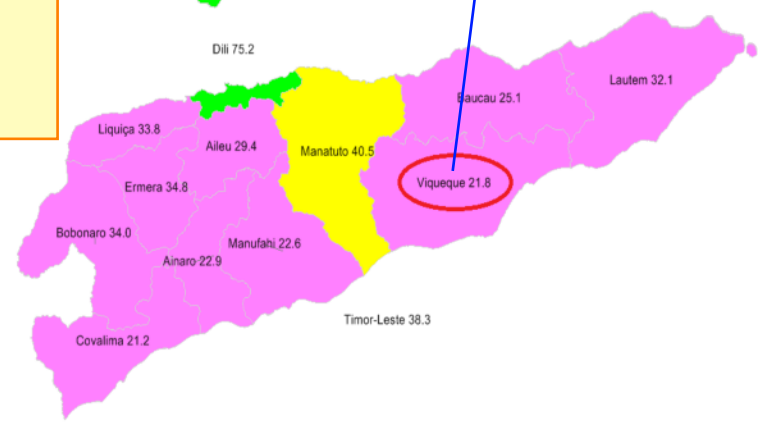 Dili 75.2
Lautem 32.1
Baucau 25.1
Liquiça 33.8
Aileu 29.4
Manatuto 40.5
Ermera 34.8
Viqueque 21.8
Bobonaro 34.0
Manufahi 22.6
Ainaro 22.9
Timor-Leste 38.3
Covalima 21.2